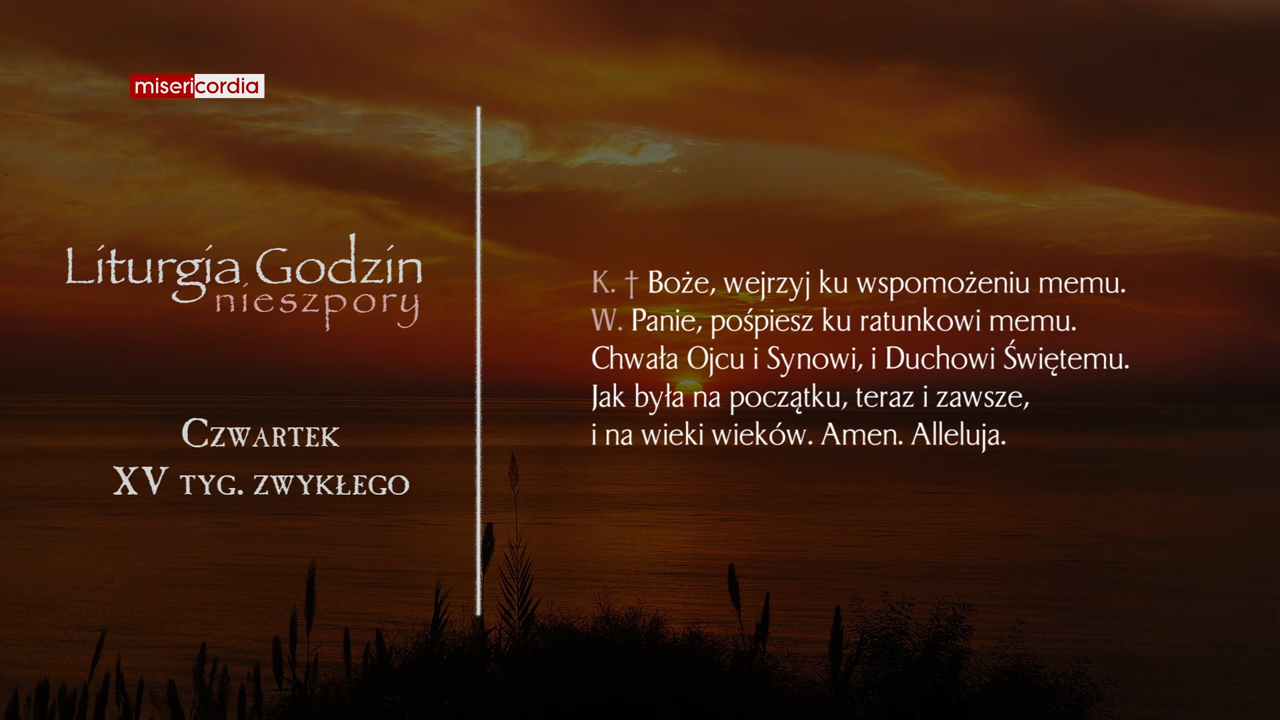 misericordia
Liturgia Godzin
nieszpory
Czwartek
XV tyg. zwykłego
K. † Boże, wejrzyj ku wspomożeniu memu.
W. Panie, pośpiesz ku ratunkowi memu.
Chwała Ojcu i Synowi, i Duchowi Świętemu.
Jak była na początku, teraz i zawsze,
i na wieki wieków. Amen. Alleluja.